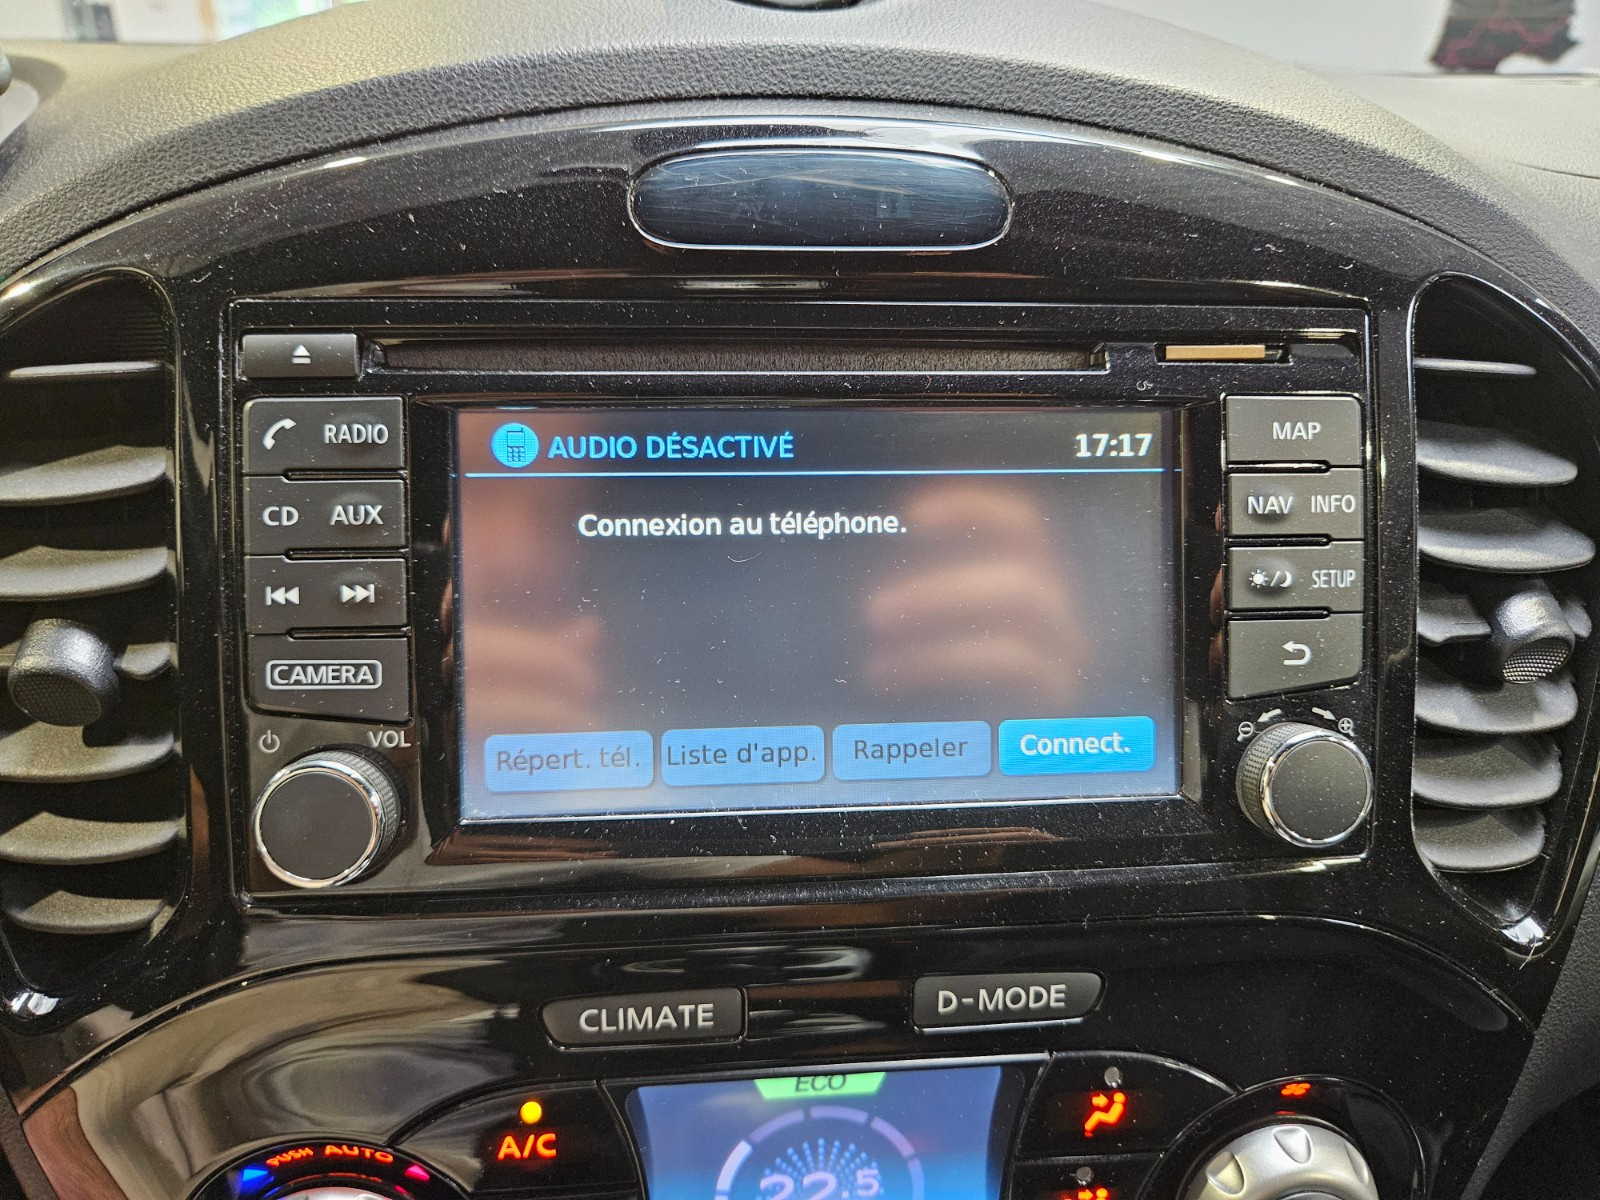 RADIO
CD AUX
CAMERA
VOL
AUDIO DÉSACTIVÉ 17:17
Connexion au téléphone.
Répert. tél. Liste d'app. Rappeler Connect.
MAP
NAV INFO
SETUP
CLIMATE D-MODE
ECO
A/C
PUSH AUTO
22.5